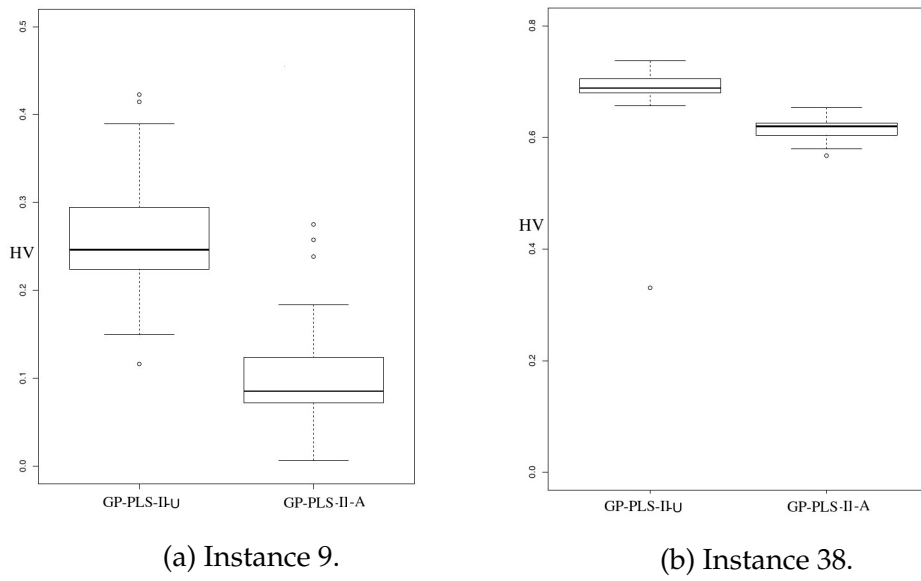 0.5
0.4
0.3
HV
0.2
0.1
0.0
GP-PLS-II-U GP-PLS-II-A
(a) Instance 9.
0.8
0.6
HV
0.4
0.2
0.0
GP-PLS-II-U GP-PLS-II-A
(b) Instance 38.